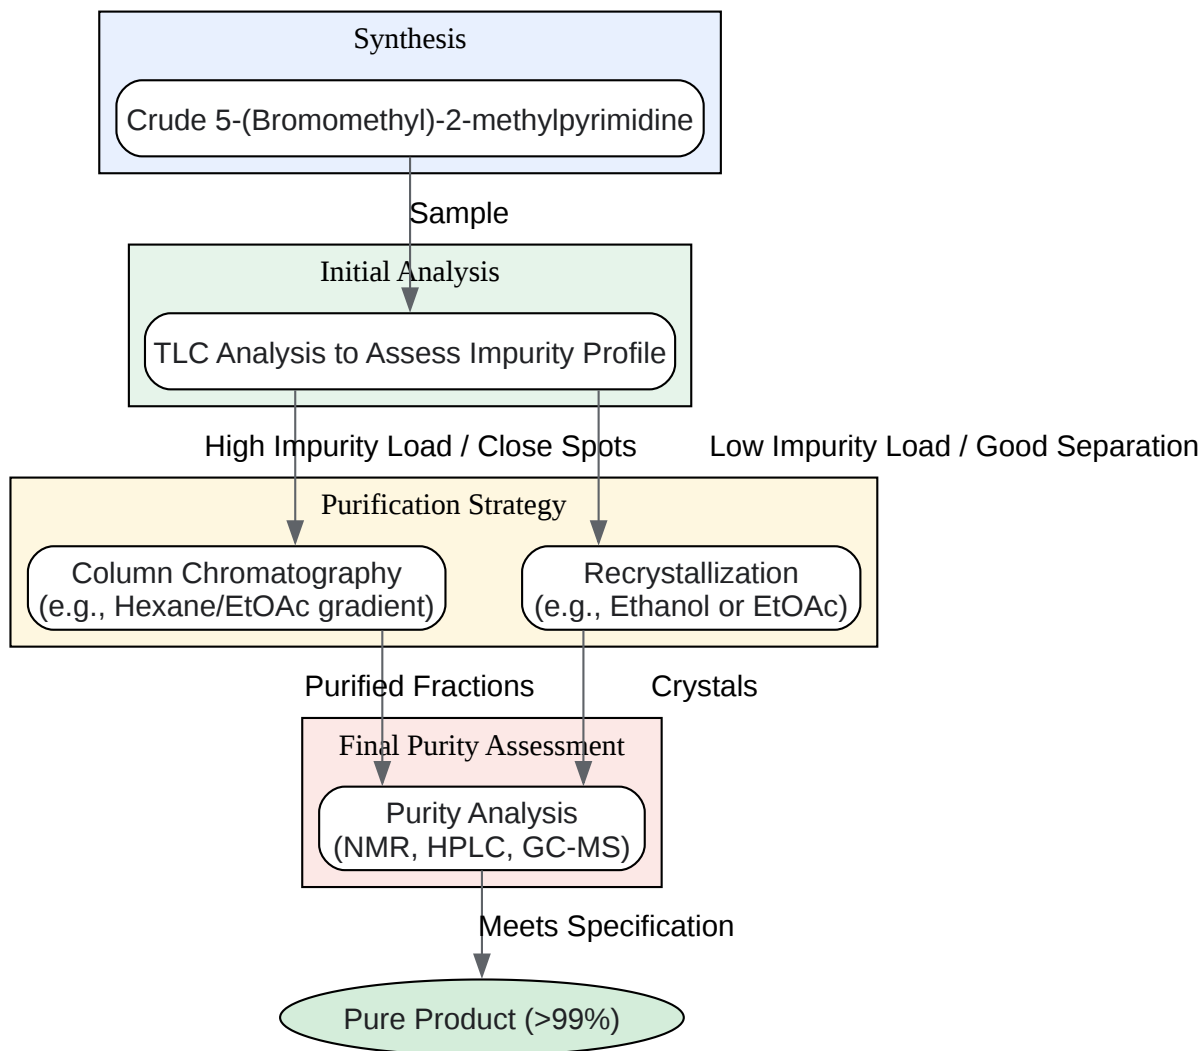 Synthesis
Crude 5-(Bromomethyl)-2-methylpyrimidine
Sample
Initial Analysis
TLC Analysis to Assess Impurity Profile
High Impurity Load / Close Spots
Low Impurity Load / Good Separation
Purification Strategy
Column Chromatography
(e.g., Hexane/EtOAc gradient)
Recrystallization
(e.g., Ethanol or EtOAc)
Purified Fractions
Crystals
Final Purity Assessment
Purity Analysis
(NMR, HPLC, GC-MS)
Meets Specification
Pure Product (>99%)